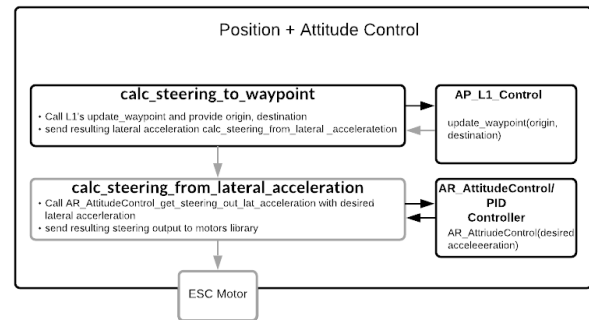 Position + Attitude Control
calc_steering_to_waypoint
• Call L1's update_waypoint and provide origin, destination
• send resulting lateral acceleration calc_steering_from_lateral _acceleratetion)
AP_L1_Control
update_waypoint(origin,
destination)
calc_steering_from_lateral_acceleration
• Call AR_AttitudeControl_get_steering_out_lat_acceleration with desired
lateral accerleration
• send resulting steering output to motors library
AR_AttitudeControl/
PID
Controller
AR_AttriudeControl(desired
acceleeeration)
ESC Motor